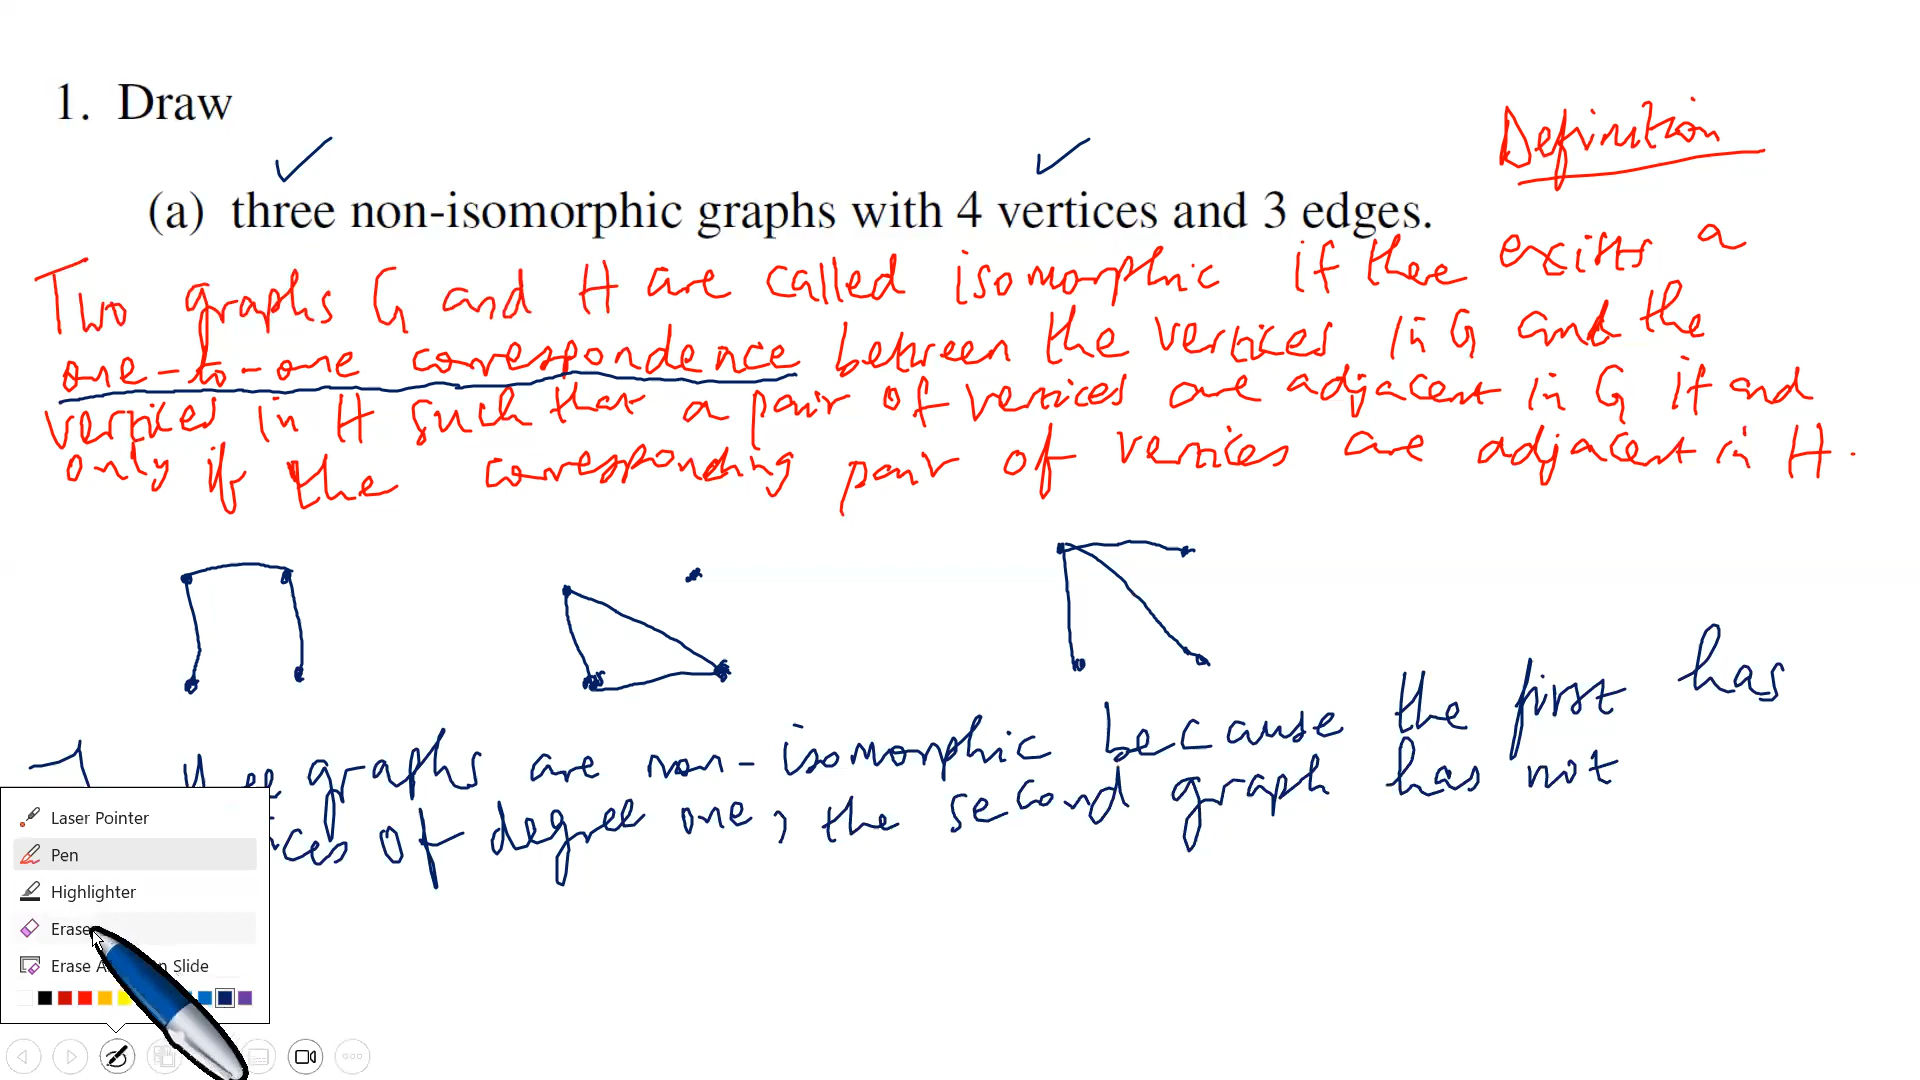 1. Draw
Definition
(a) three non-isomorphic graphs with 4 vertices and 3 edges.
Two graphs G and H are called isomorphic if there exists a
one-to-one correspondence between the vertices in G and the
vertices in H such that a pair of vertices are adjacent in G if and
only if the corresponding pair of vertices are adjacent in H.
graphs are non-isomorphic because the first has
of degree one, the second graph has not
Laser Pointer
Pen
Highlighter
Erase
Erase Slide